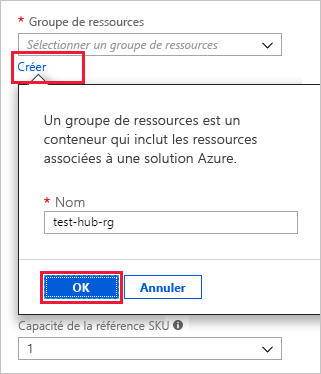 * Groupe de ressources
Sélectionner un groupe de ressources
Créer
Un groupe de ressources est un
conteneur qui inclut les ressources
associées à une solution Azure.
* Nom
test-hub-rg
OK Annuler
Capacité de la référence SKU
1